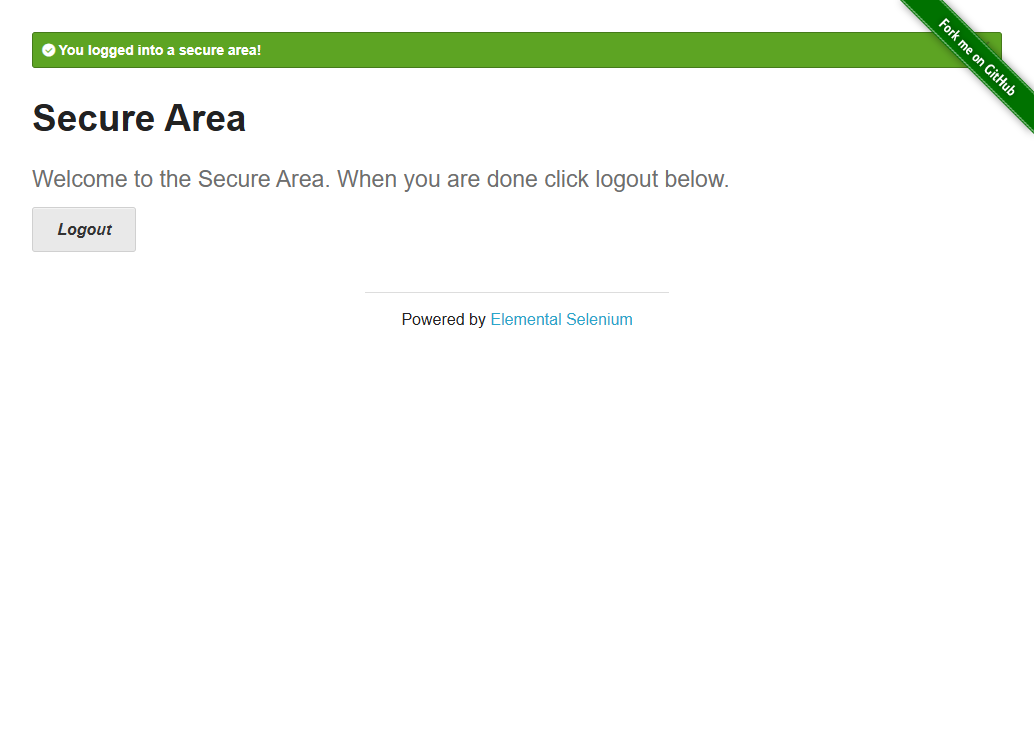 You logged into a secure area!
Fork me on GitHub
Secure Area
Welcome to the Secure Area. When you are done click logout below.
Logout
Powered by Elemental Selenium